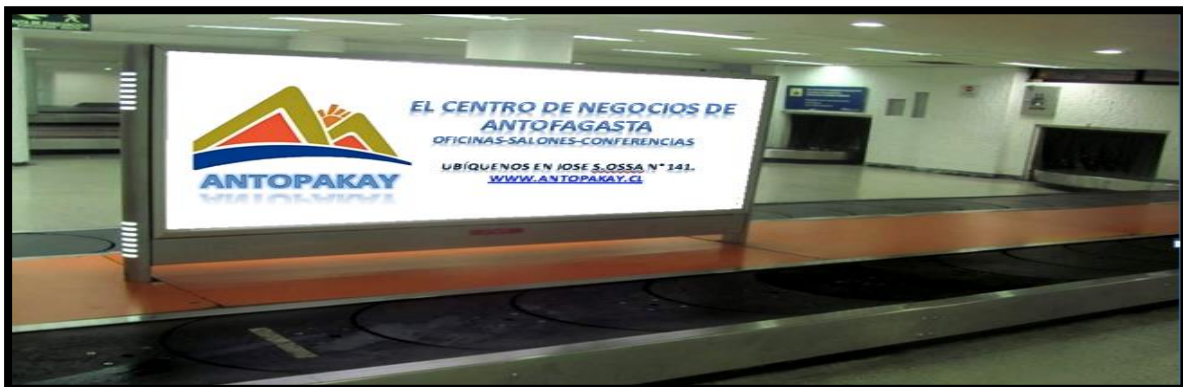 EL CENTRO DE NEGOCIOS DE
ANTOFAGASTA
OFICINAS-SALONES-CONFERENCIAS
UBÍQUENOS EN JOSE S.OSSA N° 141.
WWW.ANTOPAKAY.CL
ANTOPAKAY